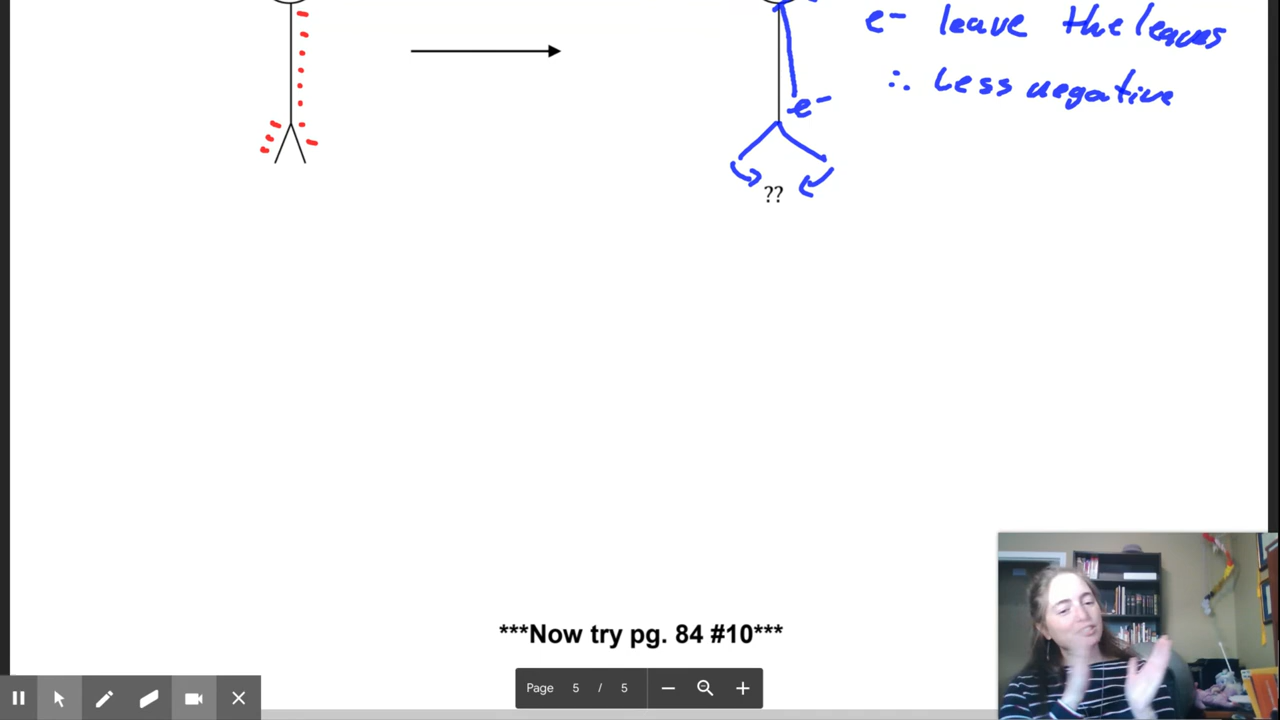 e- leave the leaves
∴ Less negative
e-
??
***Now try pg. 84 #10***
Page 5 / 5